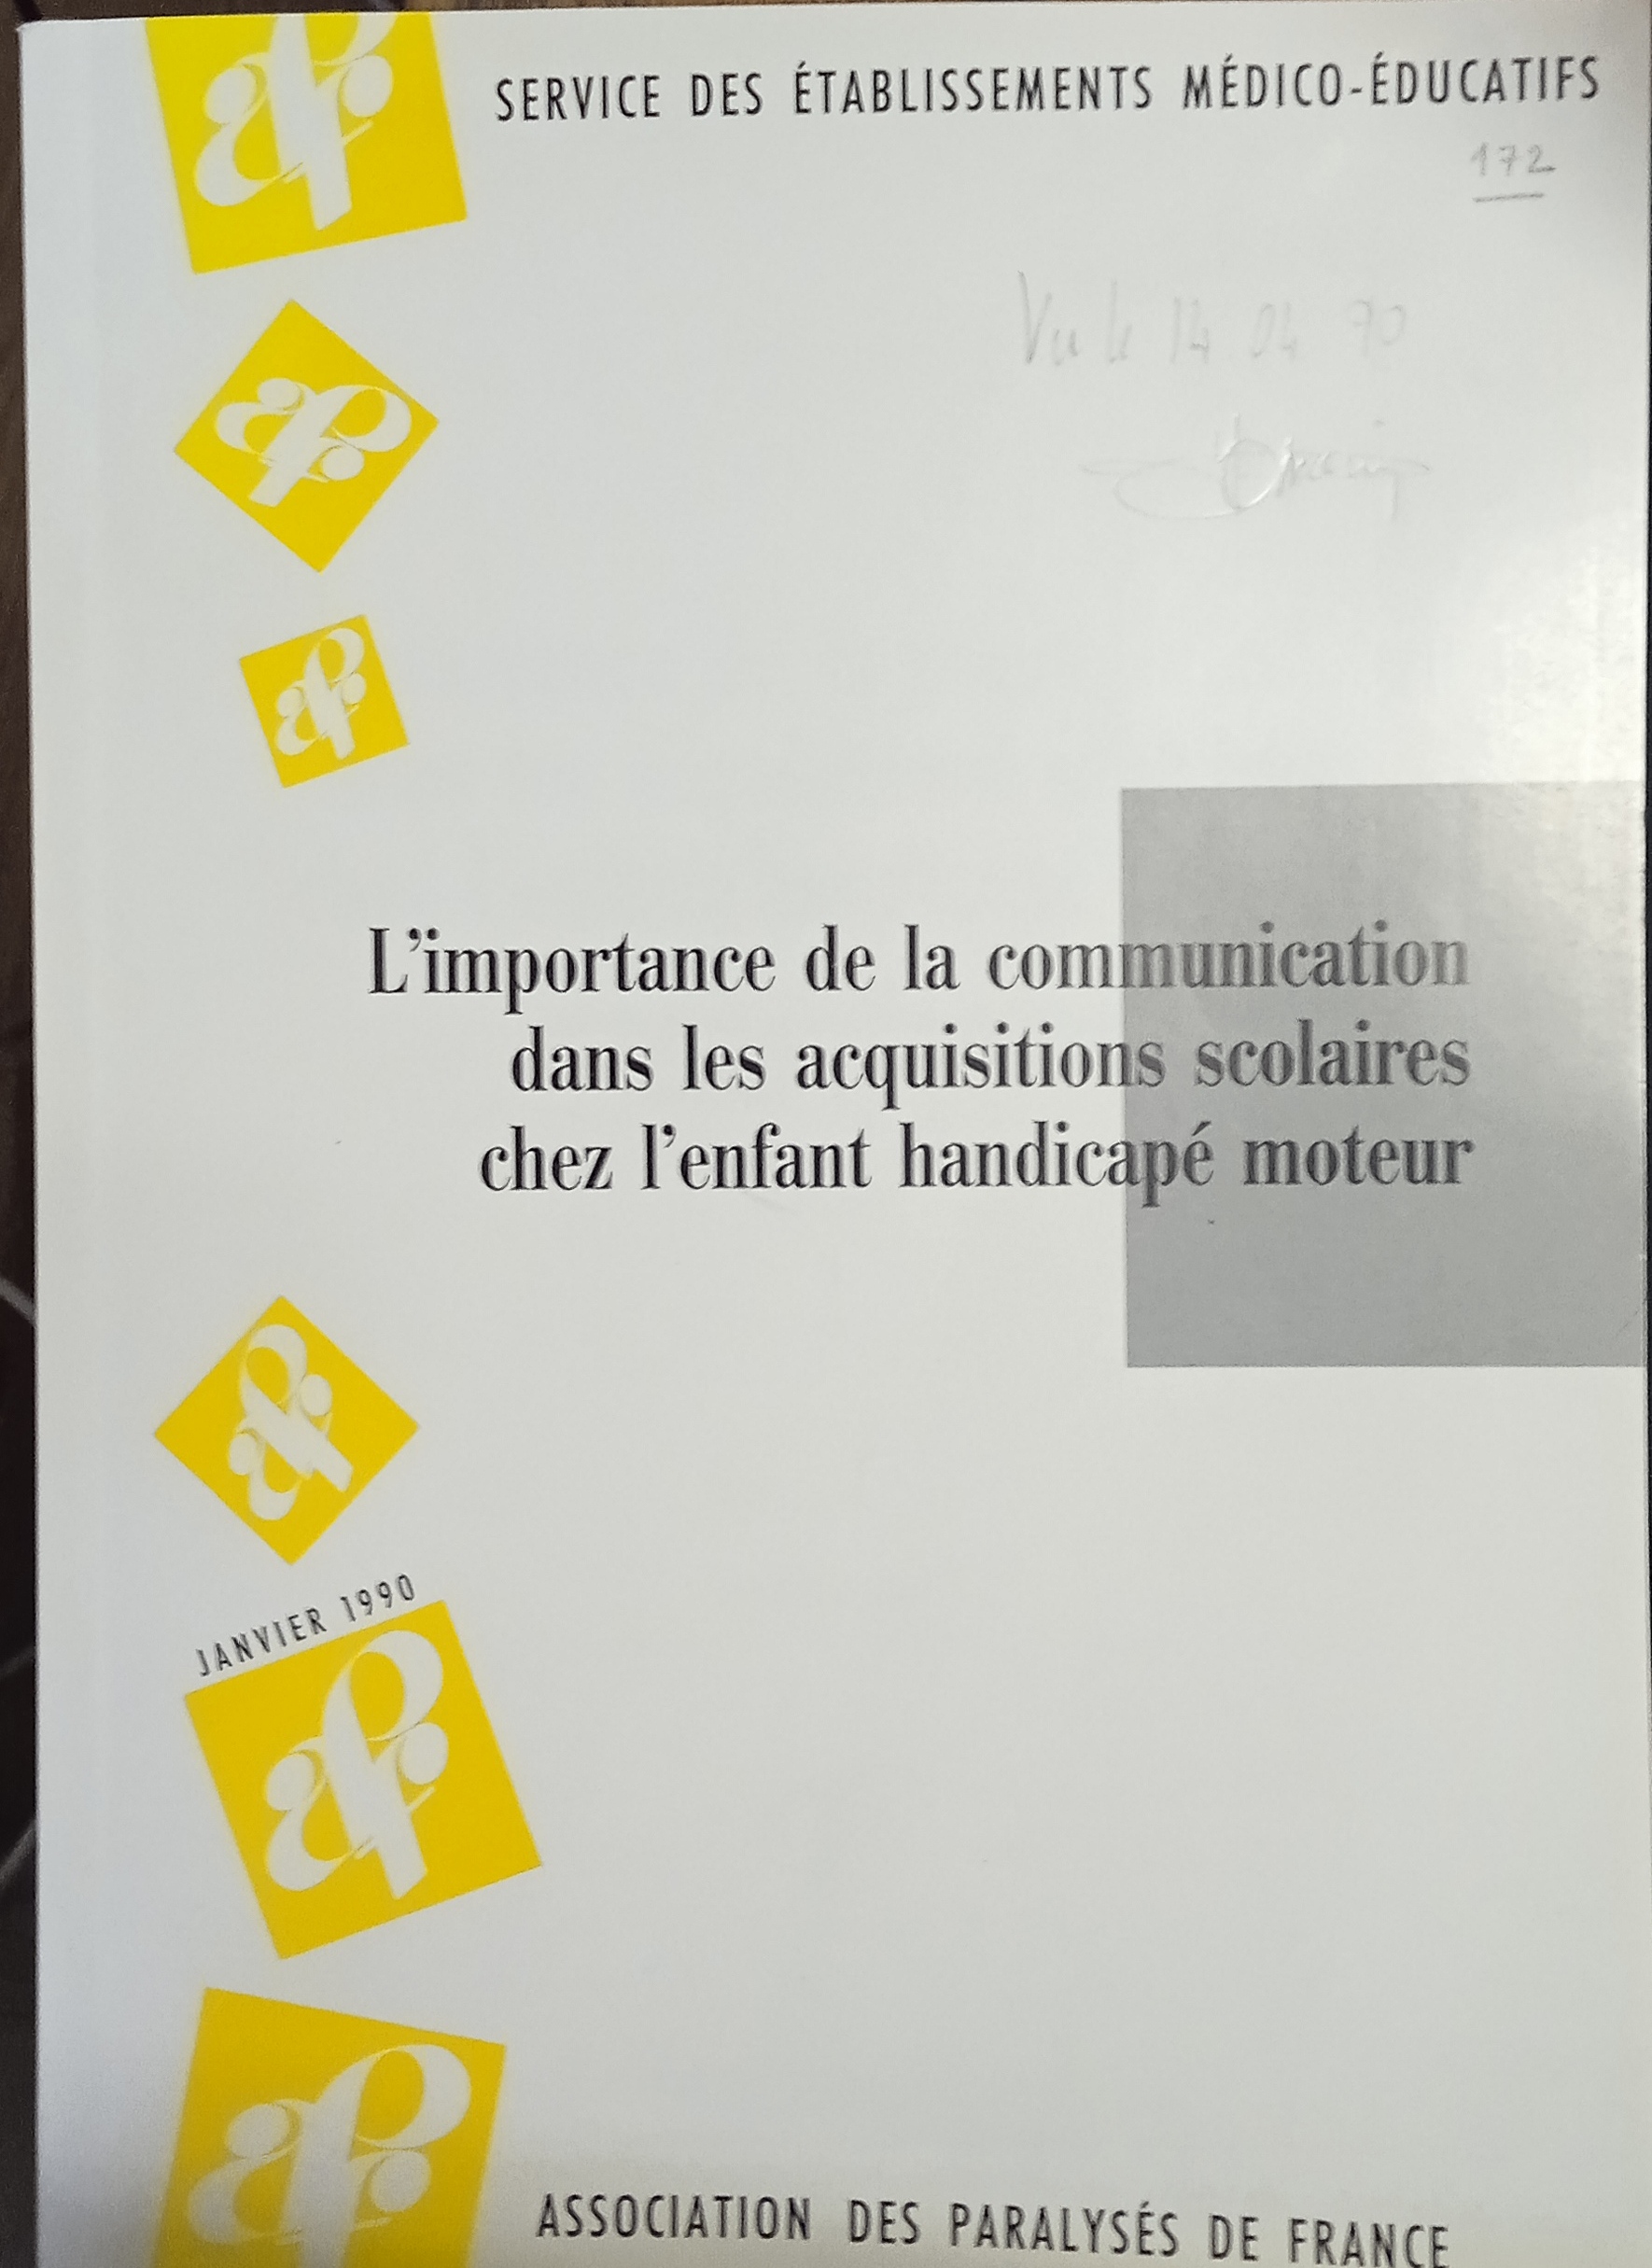 SERVICE DES ÉTABLISSEMENTS MÉDICO-ÉDUCATIFS
172
Vu le 14 04 90
L'importance de la communication
dans les acquisitions scolaires
chez l'enfant handicapé moteur
JANVIER 1990
ASSOCIATION DES PARALYSÉS DE FRANCE